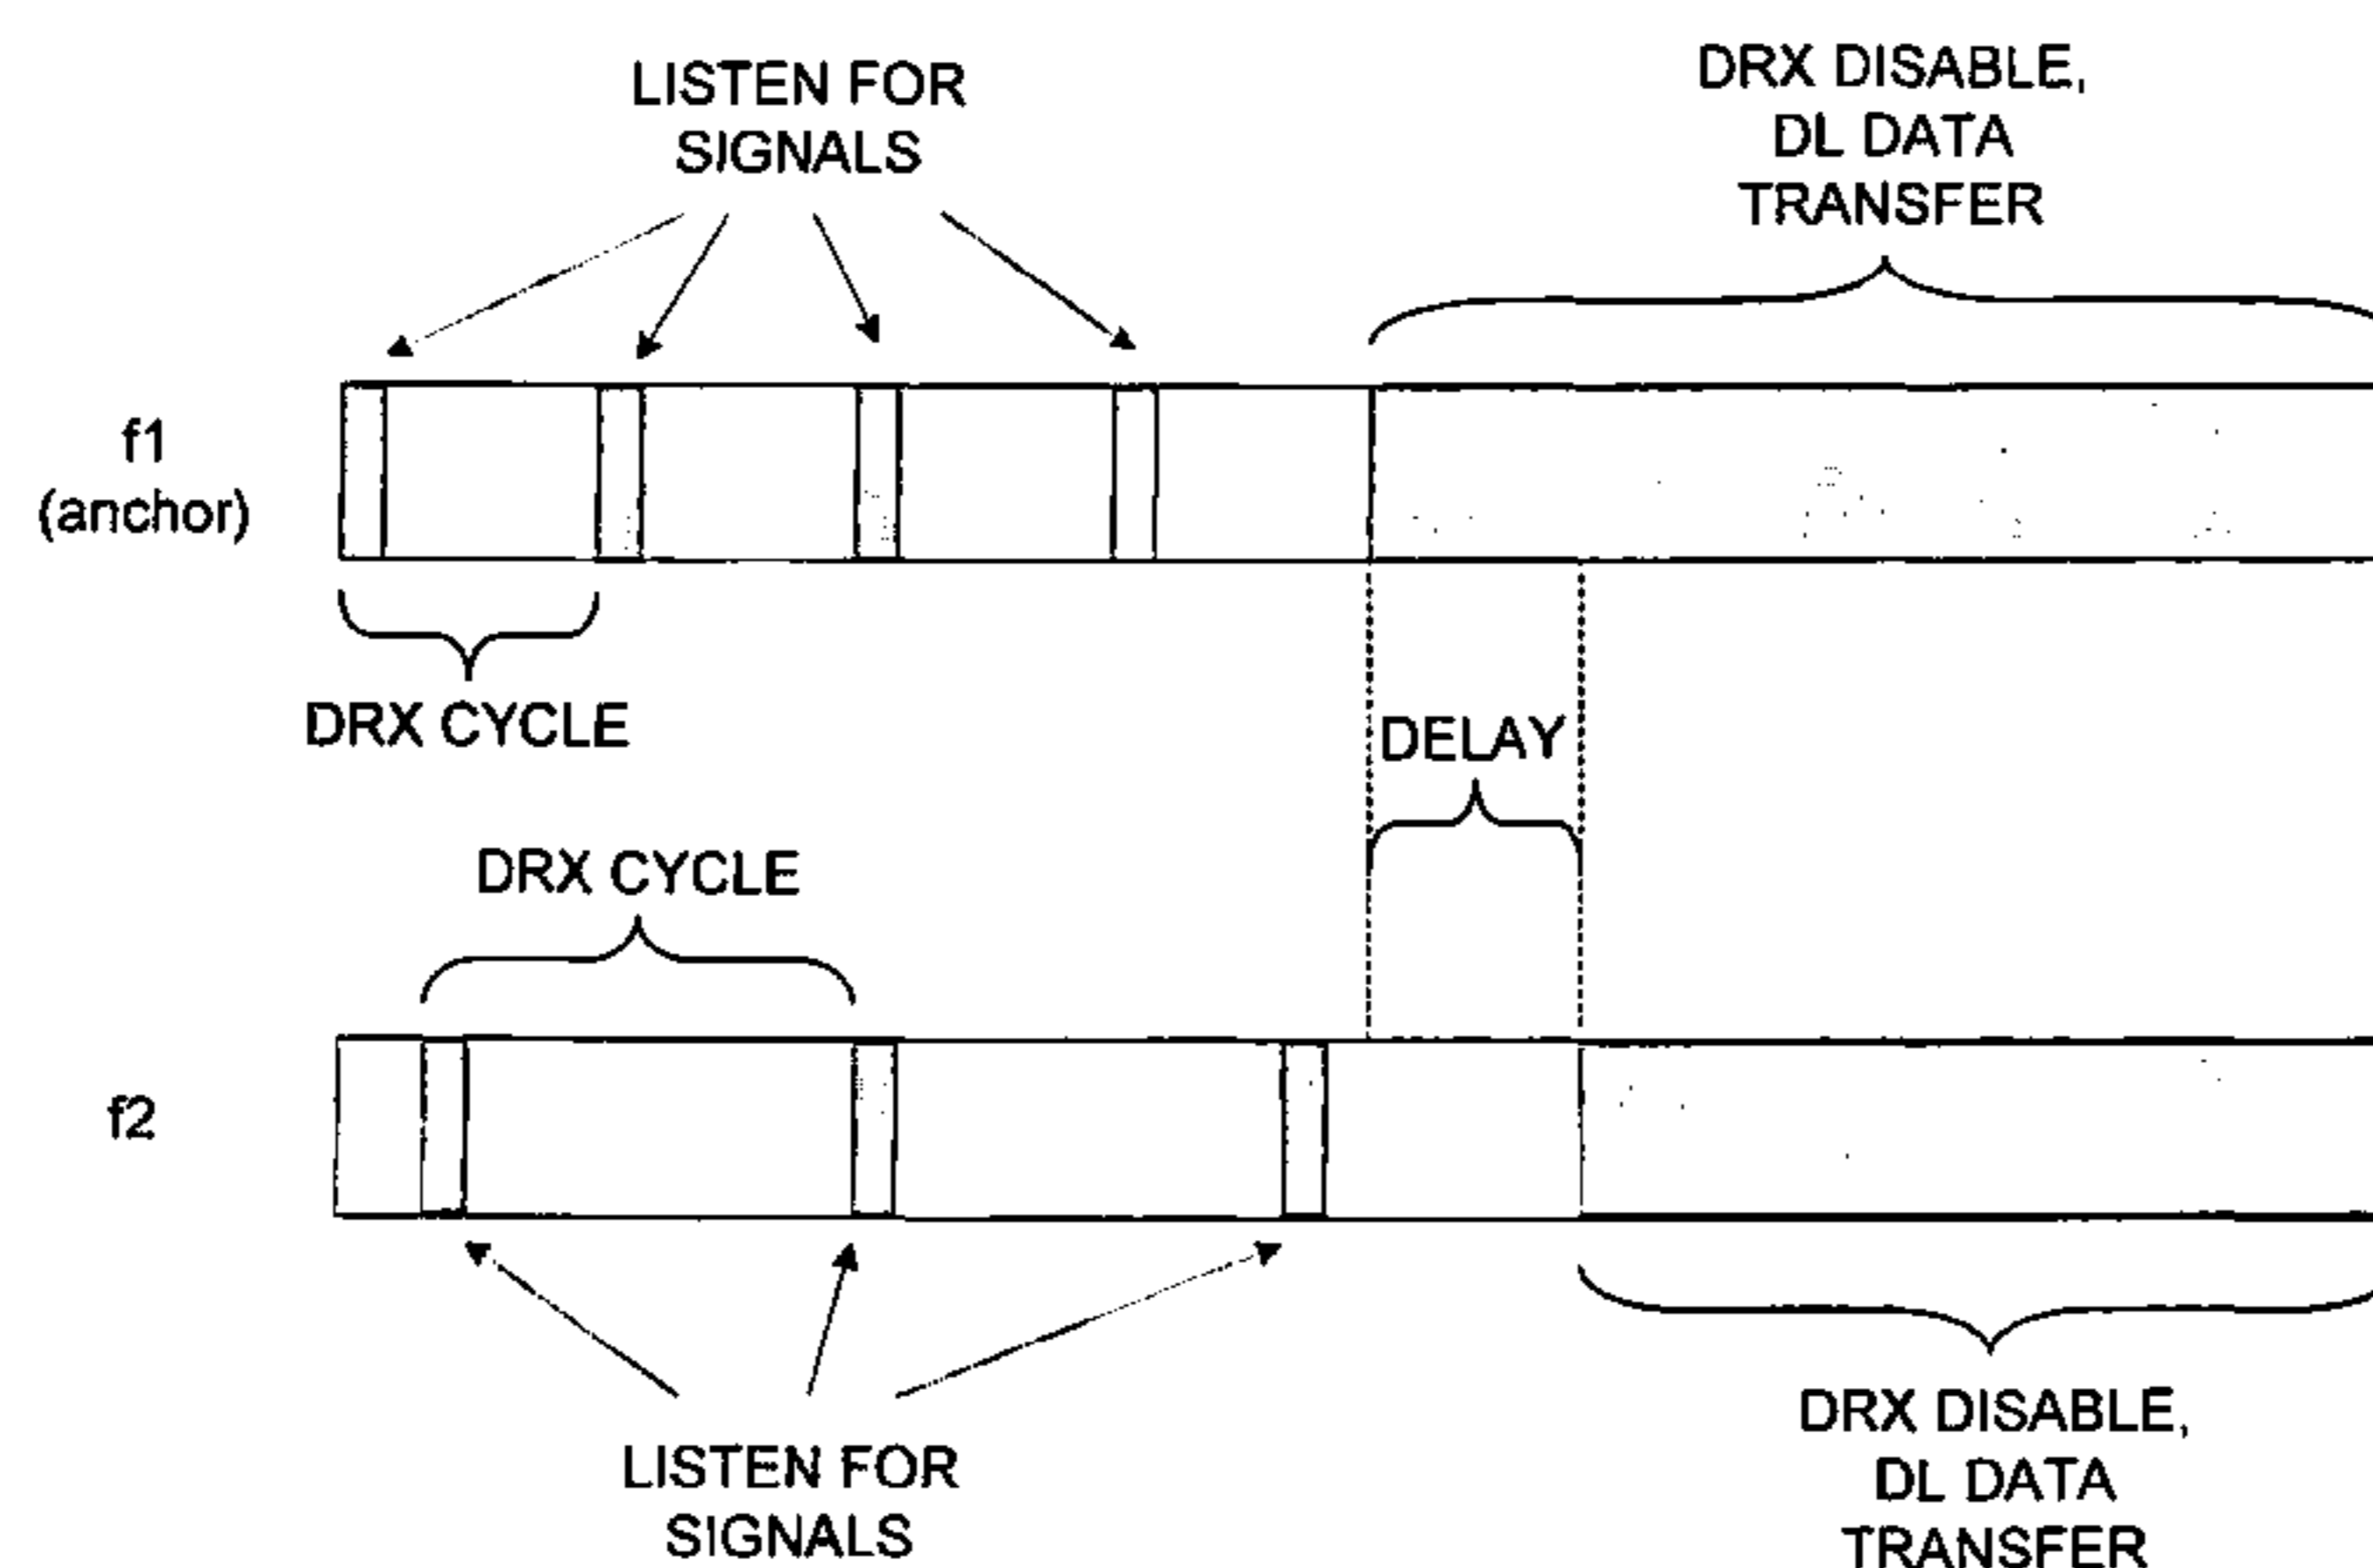 LISTEN FOR
SIGNALS
DRX DISABLE,
DL DATA
TRANSFER
f1
(anchor)
DRX CYCLE
DELAY
DRX CYCLE
f2
LISTEN FOR
SIGNALS
DRX DISABLE,
DL DATA
TRANSFER